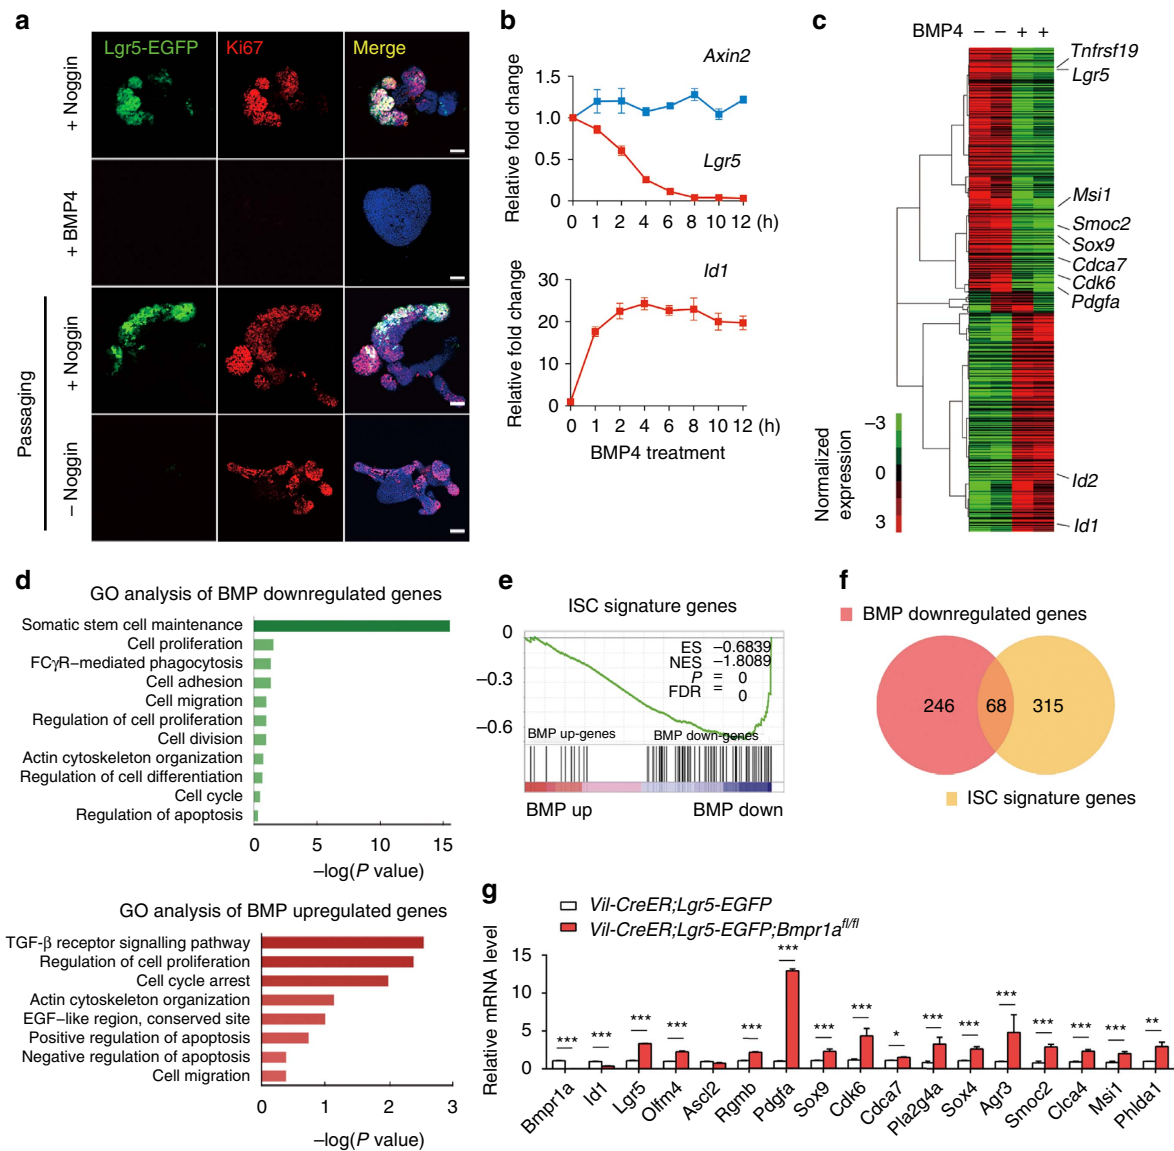 a
Lgr5-EGFP
Ki67
Merge
+ Noggin
+ BMP4
+ Noggin
– Noggin
Passaging
b
Axin2
Relative fold change
1.5
1.0
0.5
0
Lgr5
0 1 2 4 6 8 10 12 (h)
Id1
Relative fold change
30
20
10
0
0 1 2 4 6 8 10 12 (h)
BMP4 treatment
c
BMP4 – – + +
Tnfrsf19
Lgr5
Msi1
Smoc2
Sox9
Cdca7
Cdk6
Pdgfa
Id2
Id1
Normalized
expression
–3
0
3
d
GO analysis of BMP downregulated genes
Somatic stem cell maintenance
Cell proliferation
FCγR–mediated phagocytosis
Cell adhesion
Cell migration
Regulation of cell proliferation
Cell division
Actin cytoskeleton organization
Regulation of cell differentiation
Cell cycle
Regulation of apoptosis
0 5 10 15
–log(P value)
GO analysis of BMP upregulated genes
TGF-β receptor signalling pathway
Regulation of cell proliferation
Cell cycle arrest
Actin cytoskeleton organization
EGF–like region, conserved site
Positive regulation of apoptosis
Negative regulation of apoptosis
Cell migration
0 1 2 3
–log(P value)
e
ISC signature genes
0
–0.3
–0.6
ES –0.6839
NES –1.8089
P = 0
FDR = 0
BMP up-genes
BMP down-genes
BMP up
BMP down
f
BMP downregulated genes
246
68
315
ISC signature genes
g
Vil-CreER;Lgr5-EGFP
Vil-CreER;Lgr5-EGFP;Bmpr1a fl/fl
Relative mRNA level
15
10
5
0
*** *** *** *** *** *** *** *** * *** *** *** *** *** *** **
Bmpr1a
Id1
Lgr5
Olfm4
Ascl2
Rgmb
Pdgfa
Sox9
Cdk6
Cdca7
Pla2g4a
Sox4
Agr3
Smoc2
Clca4
Msi1
Phlda1